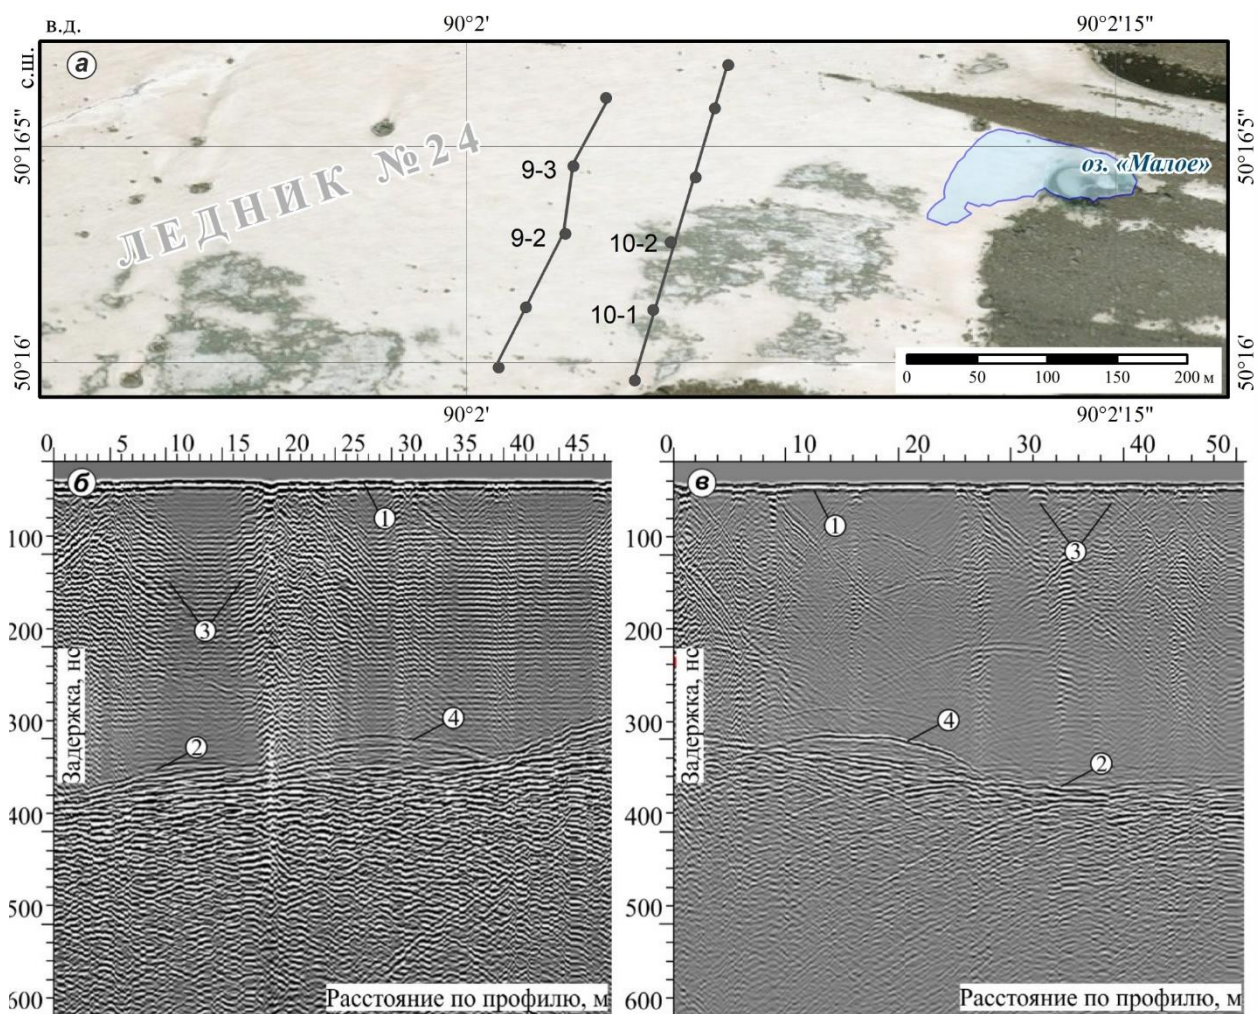 в.д.
90°2'
90°2'15"
с.ш.
а
50°16'5"
50°16'5"
ЛЕДНИК №24
9-3
9-2
10-2
10-1
оз. «Малое»
50°16'
50°16'
0 50 100 150 200 м
90°2'
90°2'15"
0 5 10 15 20 25 30 35 40 45
б
1
100
200
300
400
500
600
3
4
2
Задержка, нс
Расстояние по профилю, м
0 10 20 30 40 50
в
1
3
100
200
300
400
500
600
4
2
Задержка, нс
Расстояние по профилю, м